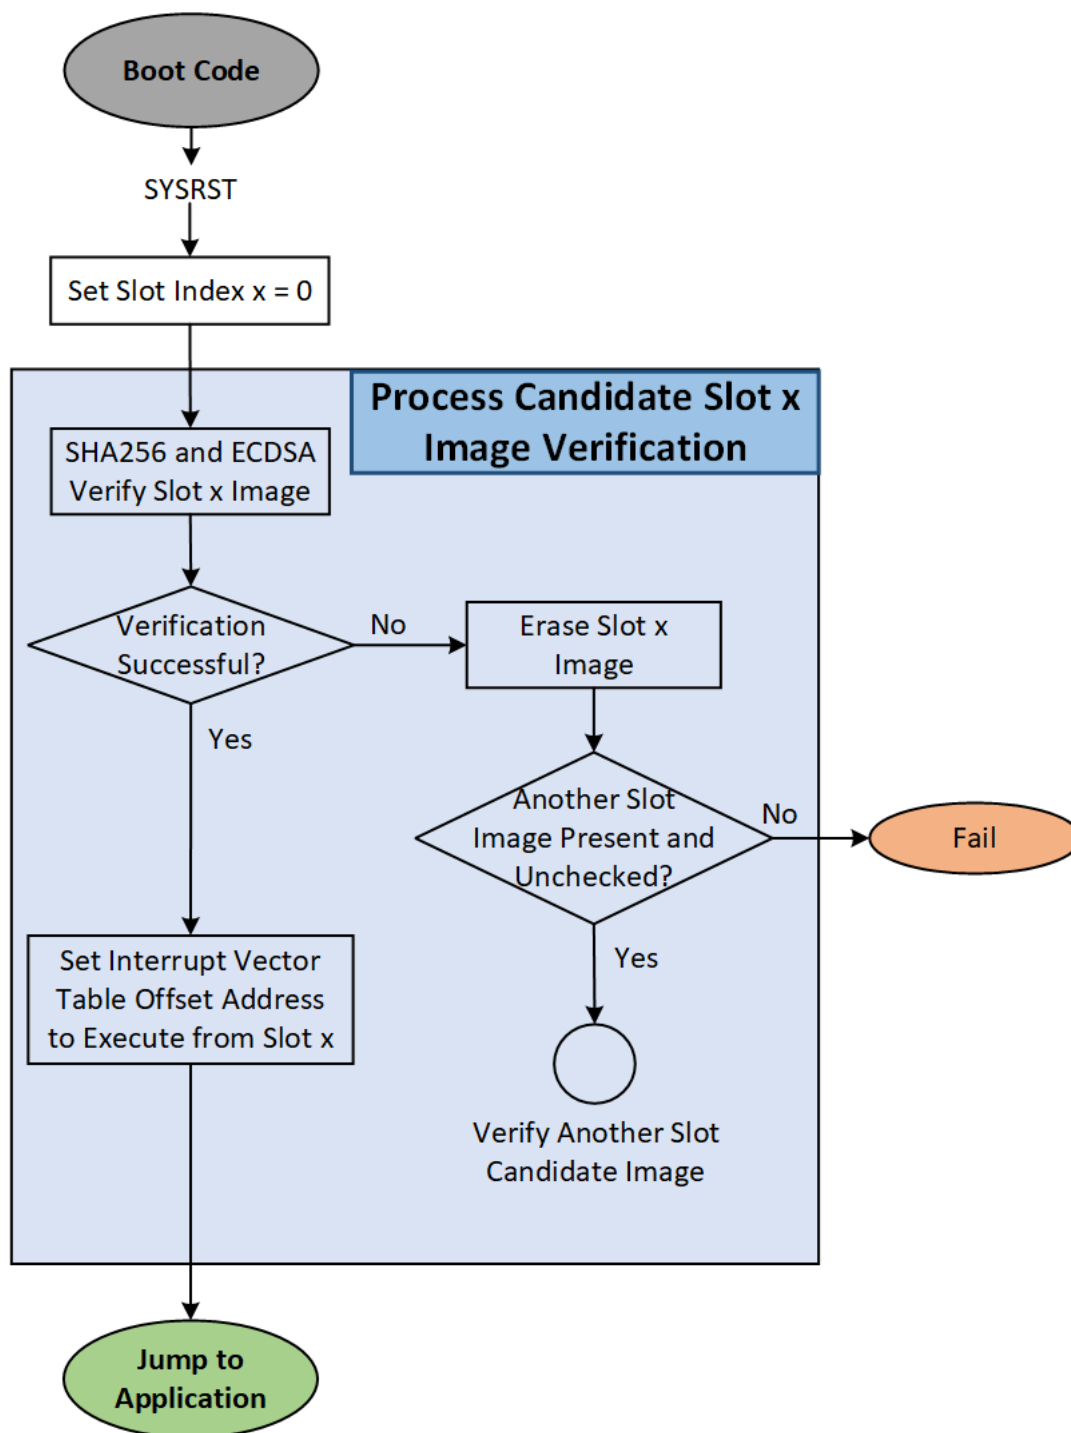 Boot Code
SYSRST
Set Slot Index x = 0
Process Candidate Slot x
Image Verification
SHA256 and ECDSA
Verify Slot x Image
Verification
Successful?
No
Erase Slot x
Image
Yes
Another Slot
Image Present and
Unchecked?
No
Fail
Yes
Set Interrupt Vector
Table Offset Address
to Execute from Slot x
Verify Another Slot
Candidate Image
Jump to
Application